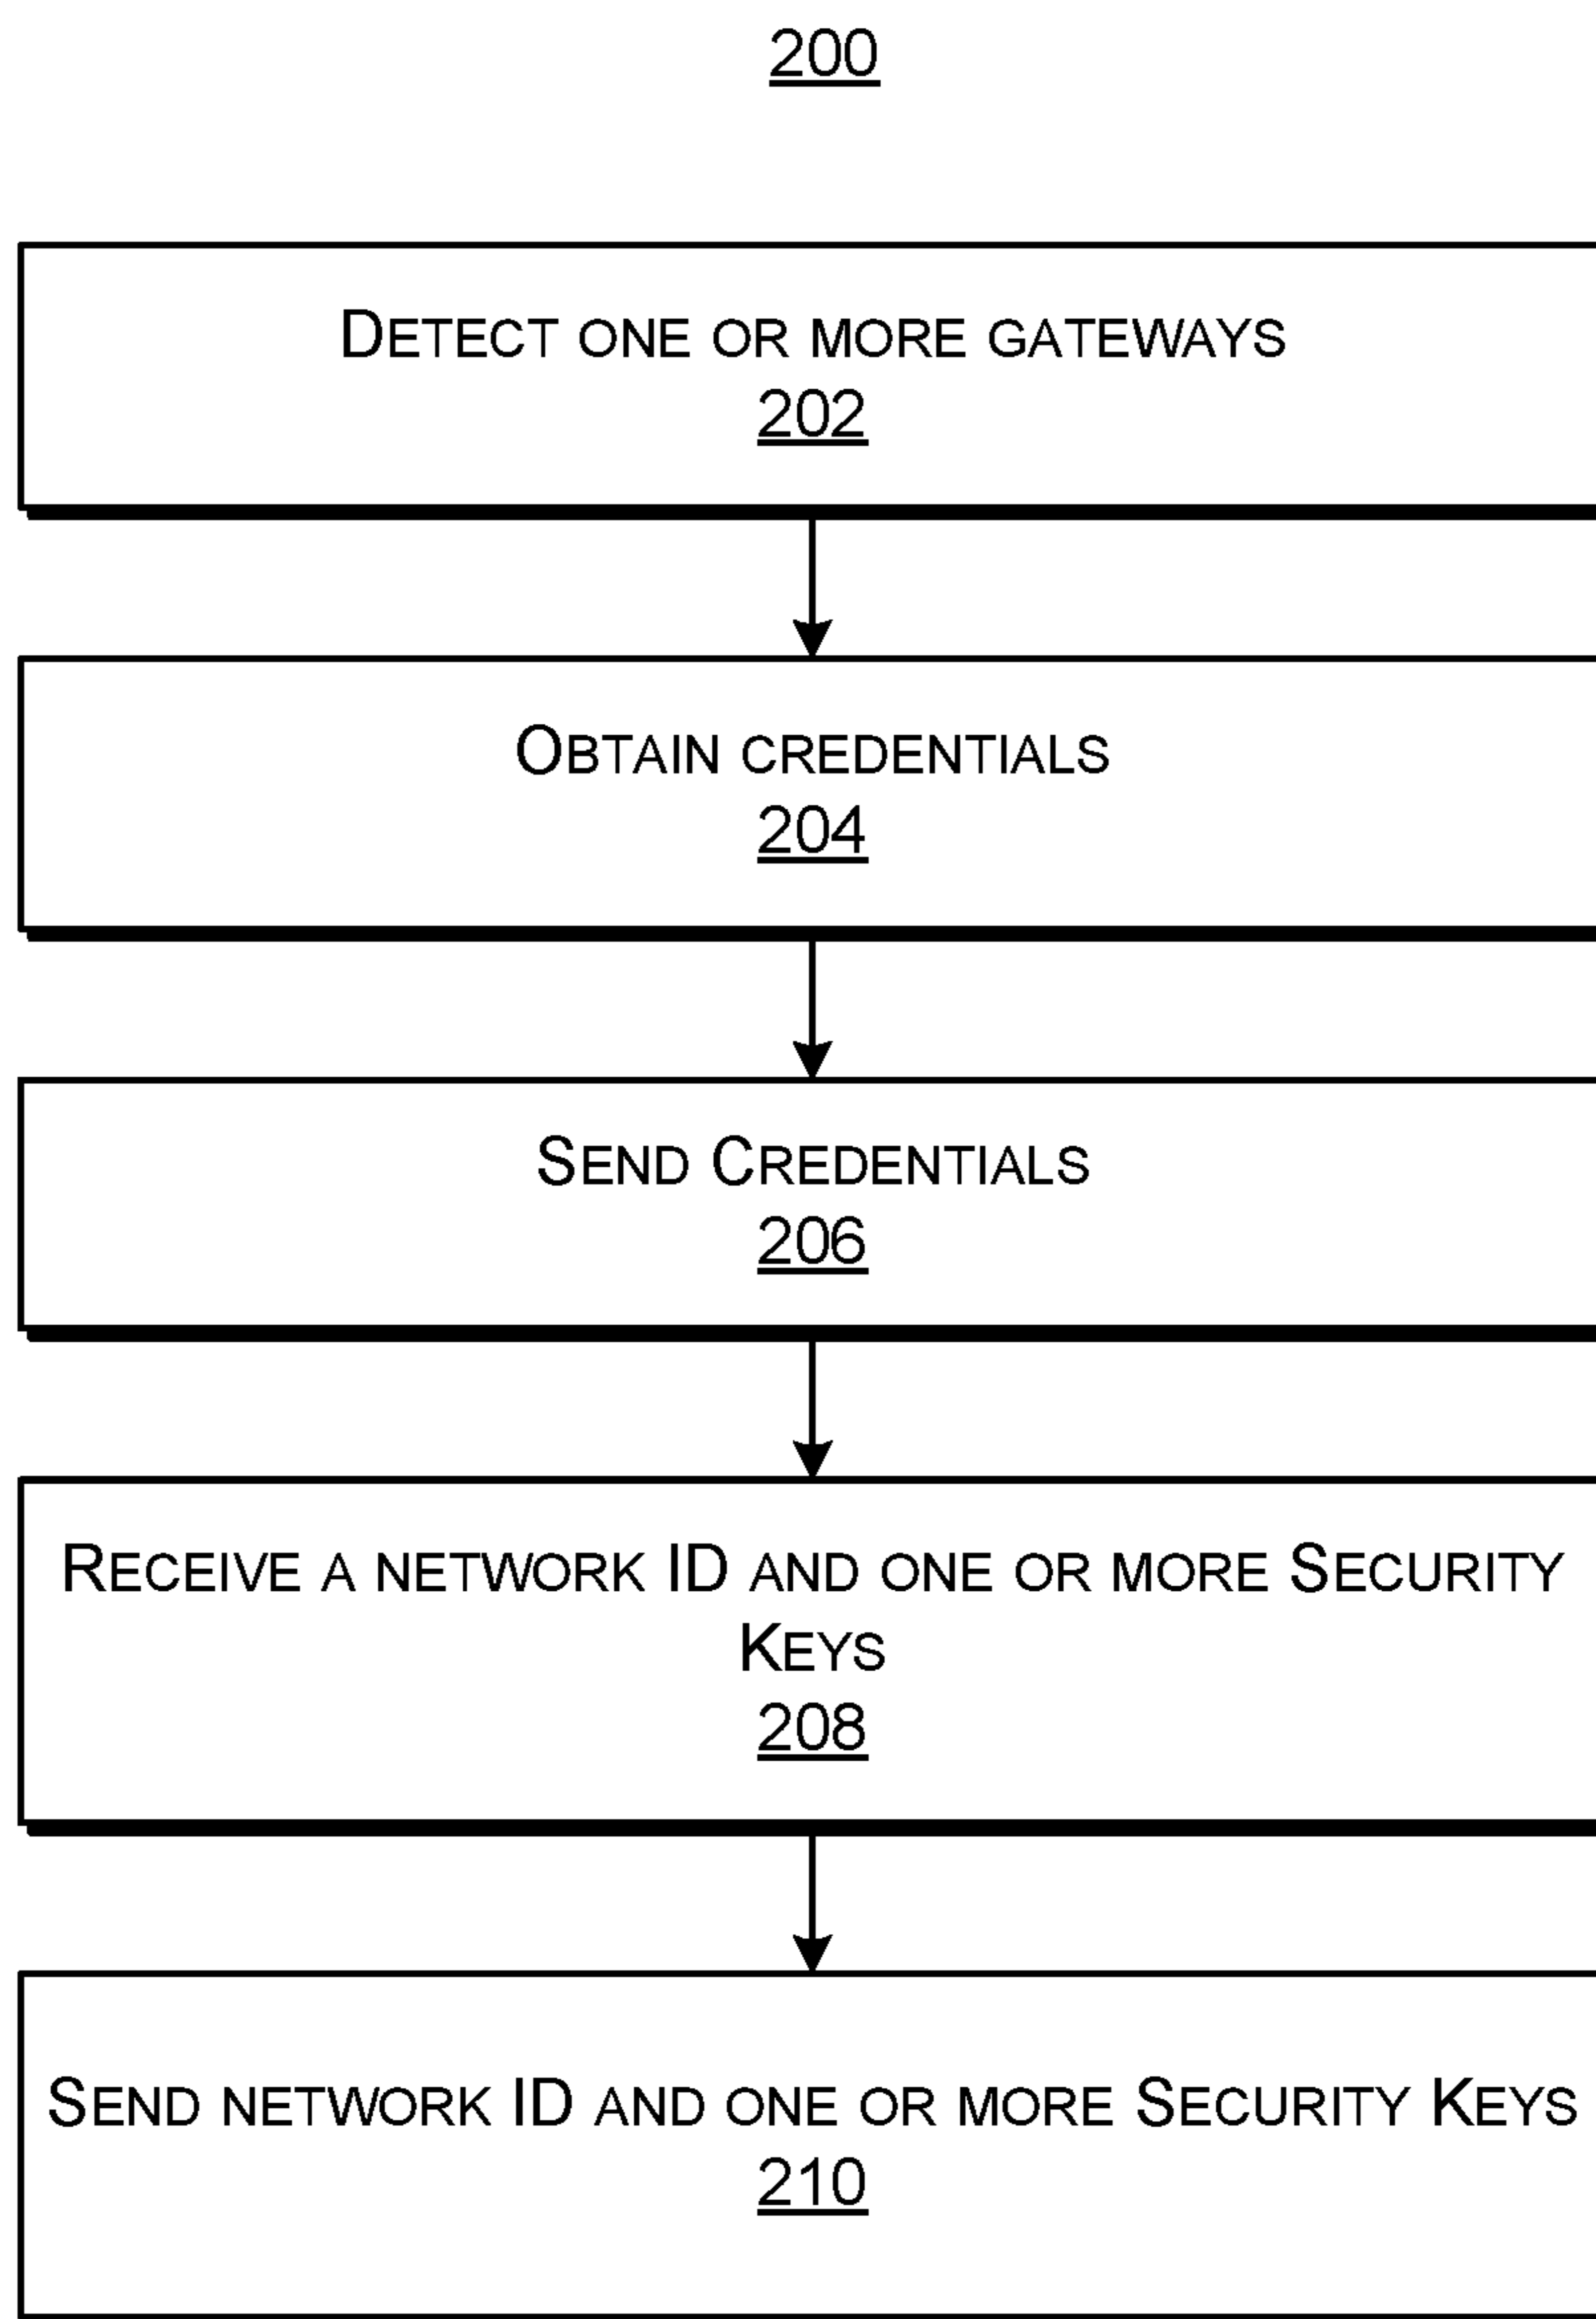 200
Detect one or more gateways
202
Obtain credentials
204
Send Credentials
206
Receive a network ID and one or more Security
Keys
208
Send network ID and one or more Security Keys
210